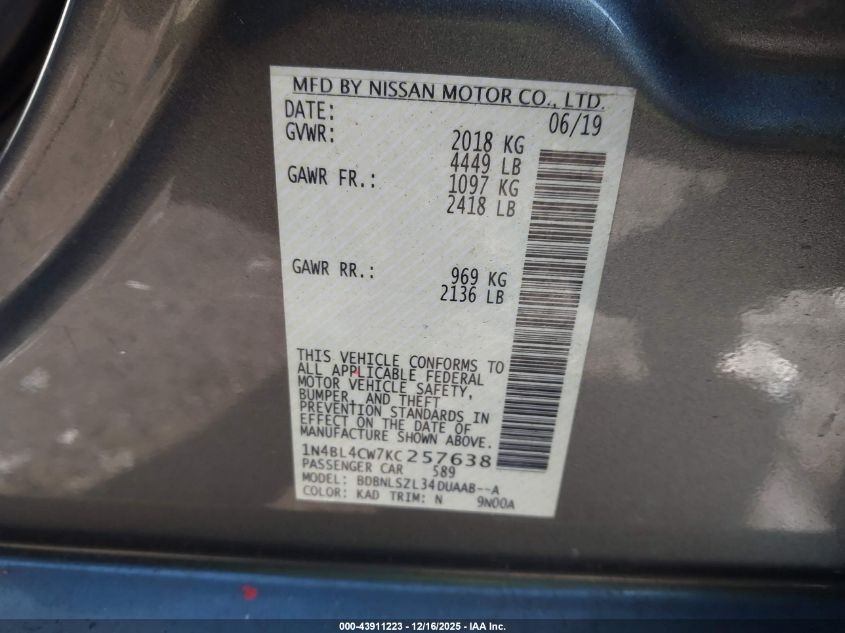 MFD BY NISSAN MOTOR CO., LTD.
DATE: 06/19
GVWR: 2018 KG
4449 LB
GAWR FR.: 1097 KG
2418 LB
GAWR RR.: 969 KG
2136 LB
THIS VEHICLE CONFORMS TO
ALL APPLICABLE FEDERAL
MOTOR VEHICLE SAFETY,
BUMPER, AND THEFT
PREVENTION STANDARDS IN
EFFECT ON THE DATE OF
MANUFACTURE SHOWN ABOVE.
1N4BL4CW7KC257638
PASSENGER CAR 589
MODEL: BDBNLSZL34DUAAB--A
COLOR: KAD TRIM: N 9N00A
000-43911223 - 12/16/2025 - IAA Inc.